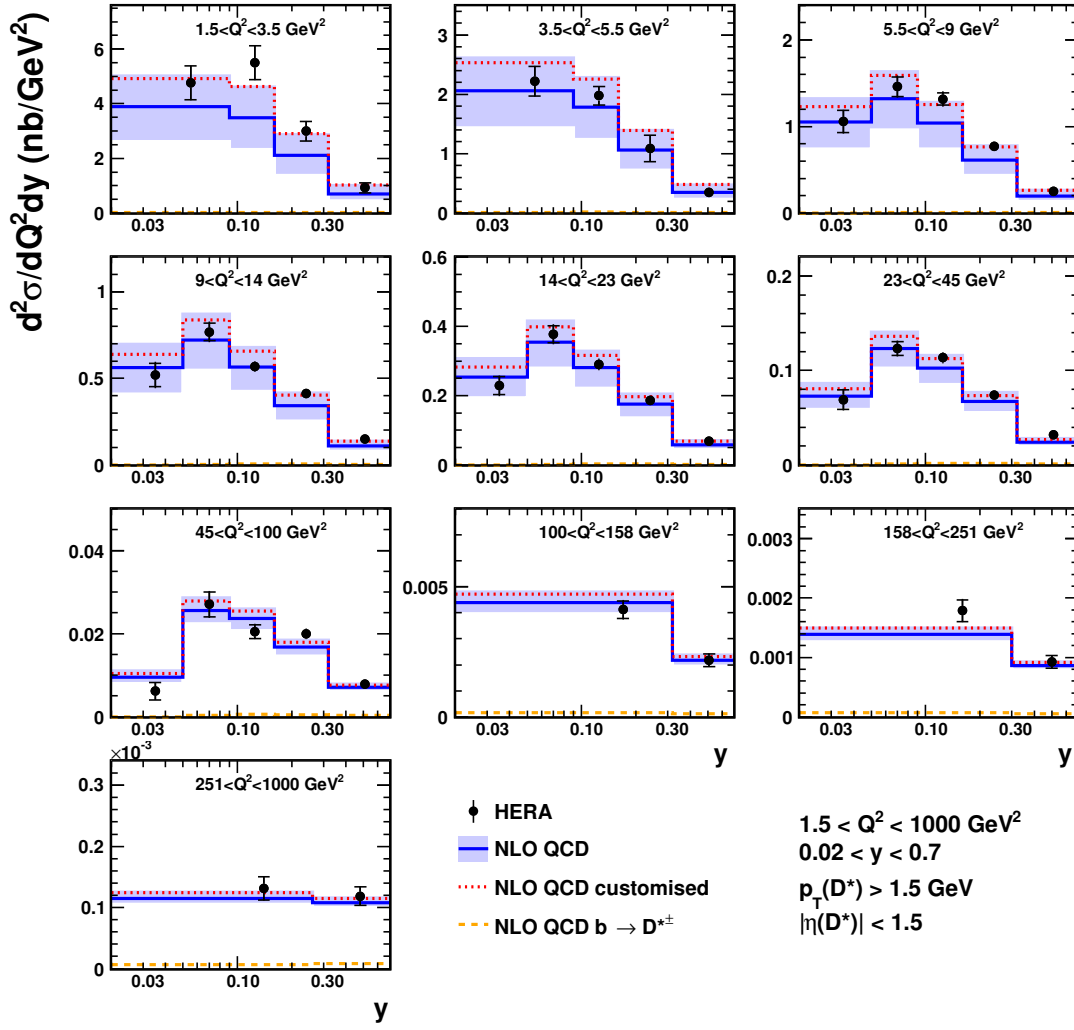 d²σ/dQ²dy (nb/GeV²)
1.5<Q²<3.5 GeV²
6
4
2
0
0.03 0.10 0.30
3.5<Q²<5.5 GeV²
3
2
1
0
0.03 0.10 0.30
5.5<Q²<9 GeV²
2
1
0
0.03 0.10 0.30
9<Q²<14 GeV²
1
0.5
0
0.03 0.10 0.30
14<Q²<23 GeV²
0.6
0.4
0.2
0
0.03 0.10 0.30
23<Q²<45 GeV²
0.2
0.1
0
0.03 0.10 0.30
45<Q²<100 GeV²
0.04
0.02
0
0.03 0.10 0.30
100<Q²<158 GeV²
0.005
0
0.03 0.10 0.30
y
158<Q²<251 GeV²
0.003
0.002
0.001
0
0.03 0.10 0.30
y
×10⁻³
251<Q²<1000 GeV²
0.3
0.2
0.1
0
0.03 0.10 0.30
y
HERA
NLO QCD
NLO QCD customised
NLO QCD b → D*±
1.5 < Q² < 1000 GeV²
0.02 < y < 0.7
p_T(D*) > 1.5 GeV
|η(D*)| < 1.5